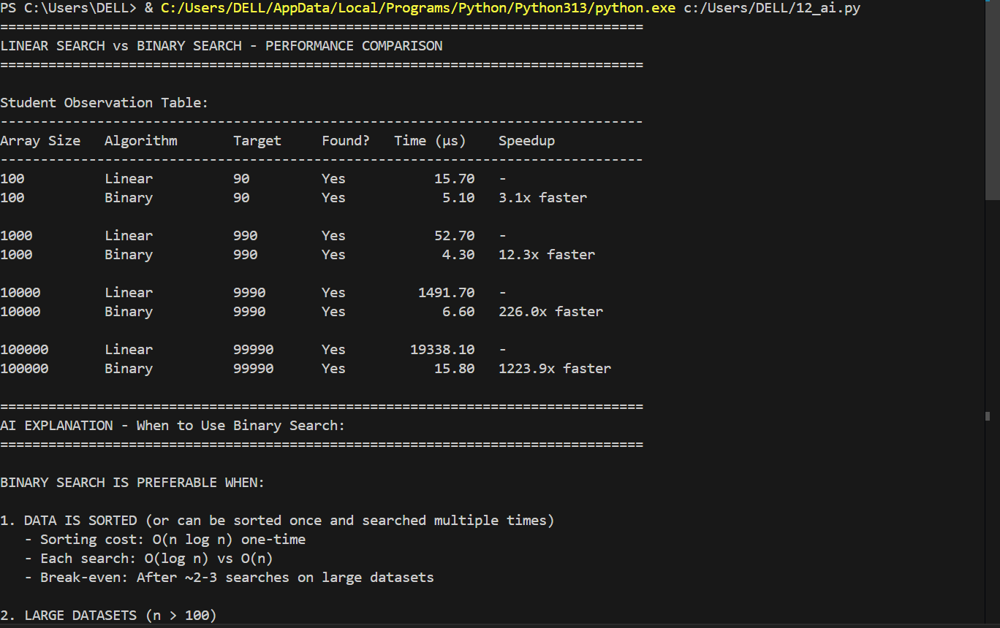 PS C:\Users\DELL> & C:/Users/DELL/AppData/Local/Programs/Python/Python313/python.exe c:/Users/DELL/12_ai.py
================================================================================
LINEAR SEARCH vs BINARY SEARCH - PERFORMANCE COMPARISON
================================================================================
Student Observation Table:
--------------------------------------------------------------------------------
Array Size   Algorithm       Target     Found?   Time (µs)    Speedup
--------------------------------------------------------------------------------
100          Linear          90         Yes           15.70   -
100          Binary          90         Yes            5.10   3.1x faster
1000         Linear          990        Yes           52.70   -
1000         Binary          990        Yes            4.30   12.3x faster
10000        Linear          9990       Yes         1491.70   -
10000        Binary          9990       Yes            6.60   226.0x faster
100000       Linear          99990      Yes        19338.10   -
100000       Binary          99990      Yes           15.80   1223.9x faster
================================================================================
AI EXPLANATION - When to Use Binary Search:
================================================================================
BINARY SEARCH IS PREFERABLE WHEN:
1. DATA IS SORTED (or can be sorted once and searched multiple times)
   - Sorting cost: O(n log n) one-time
   - Each search: O(log n) vs O(n)
   - Break-even: After ~2-3 searches on large datasets
2. LARGE DATASETS (n > 100)